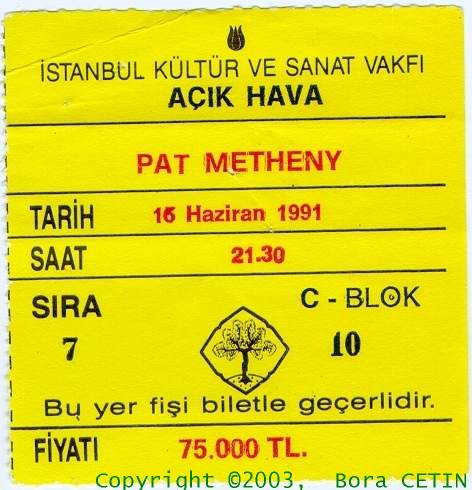 İSTANBUL KÜLTÜR VE SANAT VAKFI
AÇIK HAVA
PAT METHENY
TARİH 16 Haziran 1991
SAAT 21.30
SIRA C - BLOK
7 10
Bu yer fişi biletle geçerlidir.
FİYATI 75.000 TL.
Copyright ©2003, Bora CETIN